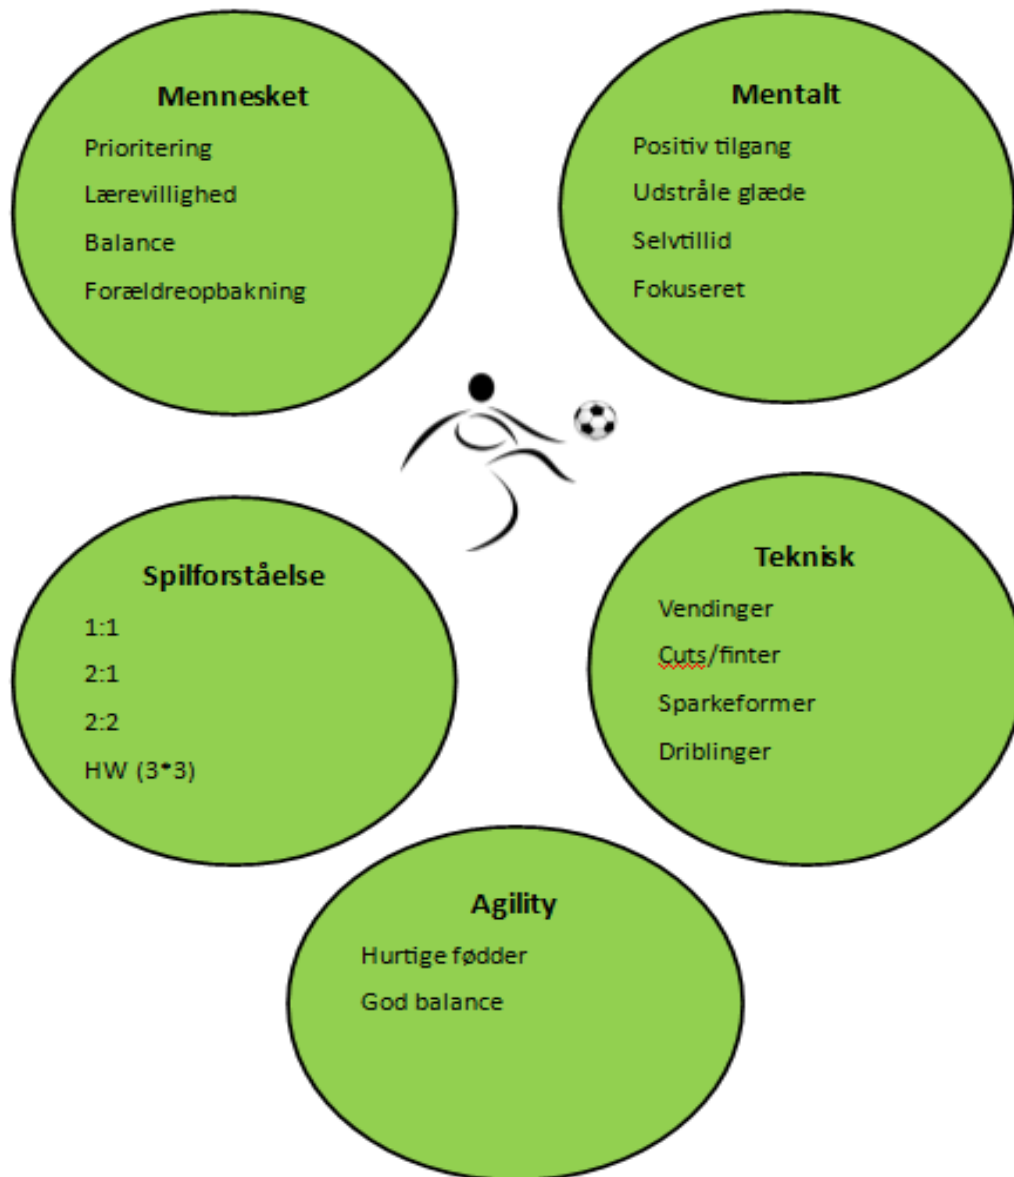 Mennesket
Prioritering
Lærevillighed
Balance
Forældreopbakning
Mentalt
Positiv tilgang
Udstråle glæde
Selvtillid
Fokuseret
Spilforståelse
1:1
2:1
2:2
HW (3*3)
Teknisk
Vendinger
Cuts/finter
Sparkeformer
Driblinger
Agility
Hurtige fødder
God balance